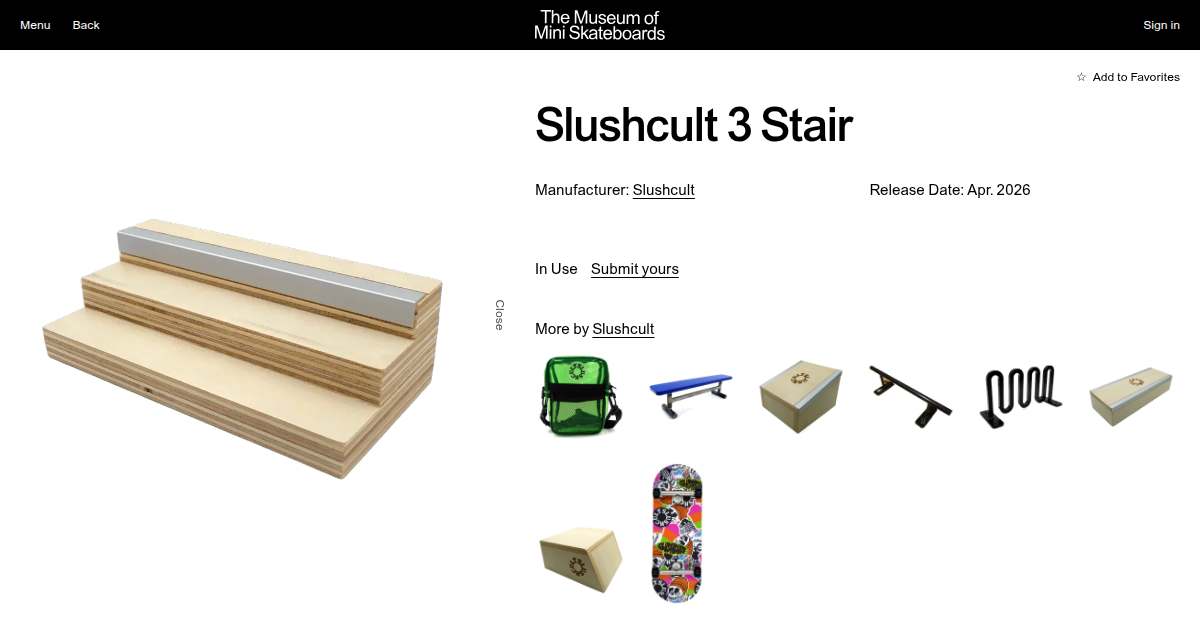 Menu
Back
The Museum of
Mini Skateboards
Sign in
☆ Add to Favorites
Slushcult 3 Stair
Manufacturer: Slushcult
Release Date: Apr. 2026
Close
In Use
Submit yours
More by Slushcult